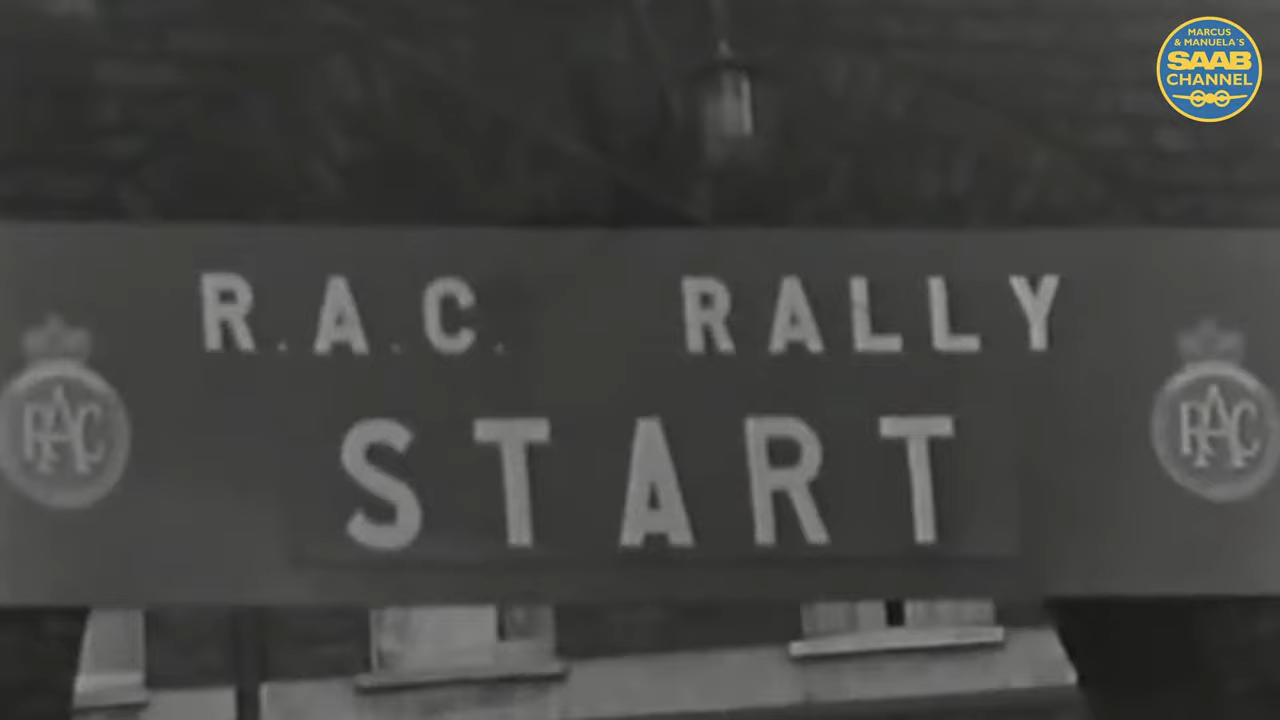 MARCUS
& MANUELA'S
SAAB
CHANNEL
R.A.C. RALLY
RAC
RAC
START